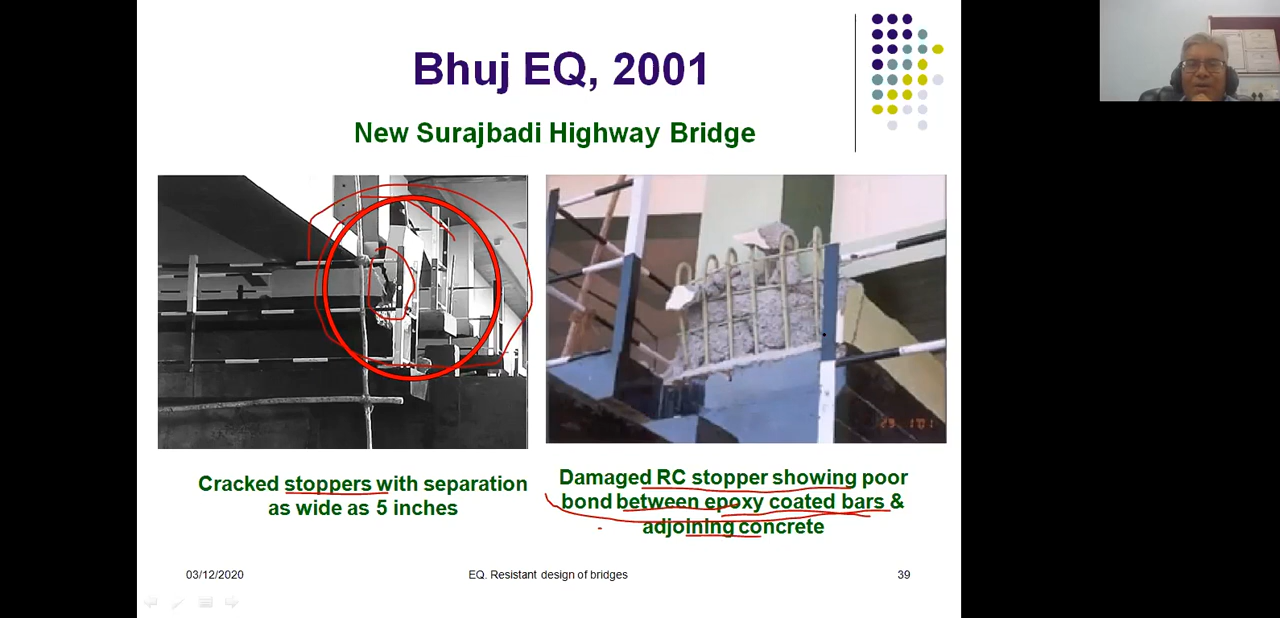 Bhuj EQ, 2001
New Surajbadi Highway Bridge
Cracked stoppers with separation
as wide as 5 inches
Damaged RC stopper showing poor
bond between epoxy coated bars &
adjoining concrete
03/12/2020
EQ. Resistant design of bridges
39